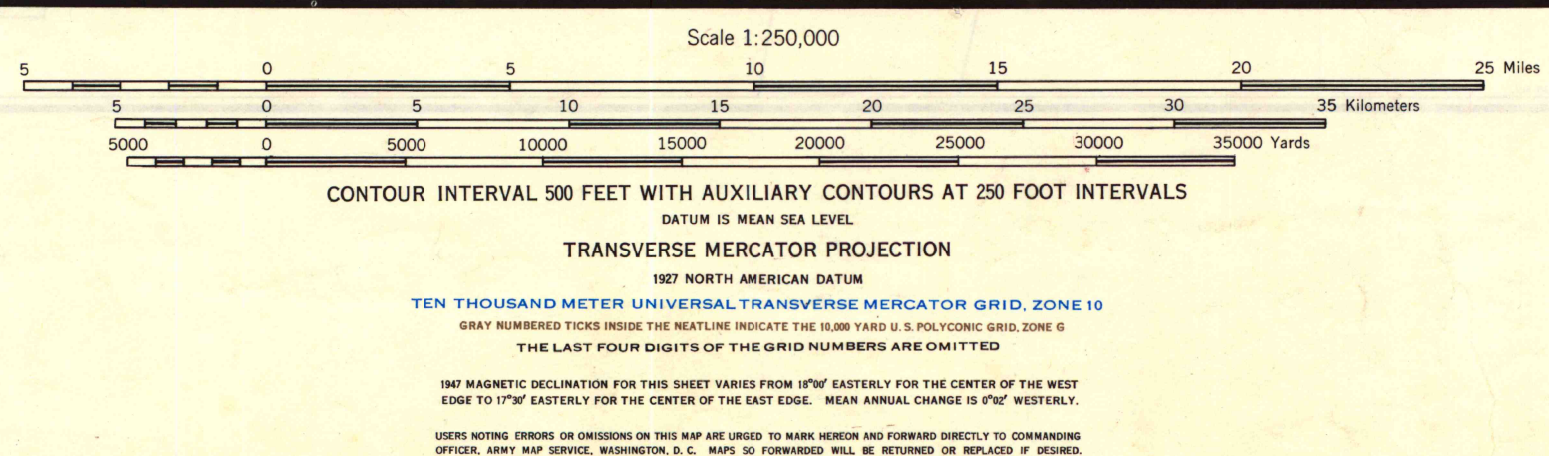 Scale 1:250,000
5 0 5 10 15 20 25 Miles
5 0 5 10 15 20 25 30 35 Kilometers
5000 0 5000 10000 15000 20000 25000 30000 35000 Yards
CONTOUR INTERVAL 500 FEET WITH AUXILIARY CONTOURS AT 250 FOOT INTERVALS
DATUM IS MEAN SEA LEVEL
TRANSVERSE MERCATOR PROJECTION
1927 NORTH AMERICAN DATUM
TEN THOUSAND METER UNIVERSAL TRANSVERSE MERCATOR GRID, ZONE 10
GRAY NUMBERED TICKS INSIDE THE NEATLINE INDICATE THE 10,000 YARD U.S. POLYCONIC GRID, ZONE G
THE LAST FOUR DIGITS OF THE GRID NUMBERS ARE OMITTED
1947 MAGNETIC DECLINATION FOR THIS SHEET VARIES FROM 18°00′ EASTERLY FOR THE CENTER OF THE WEST
EDGE TO 17°30′ EASTERLY FOR THE CENTER OF THE EAST EDGE. MEAN ANNUAL CHANGE IS 0°02′ WESTERLY.
USERS NOTING ERRORS OR OMISSIONS ON THIS MAP ARE URGED TO MARK HEREON AND FORWARD DIRECTLY TO COMMANDING
OFFICER, ARMY MAP SERVICE, WASHINGTON, D. C. MAPS SO FORWARDED WILL BE RETURNED OR REPLACED IF DESIRED.